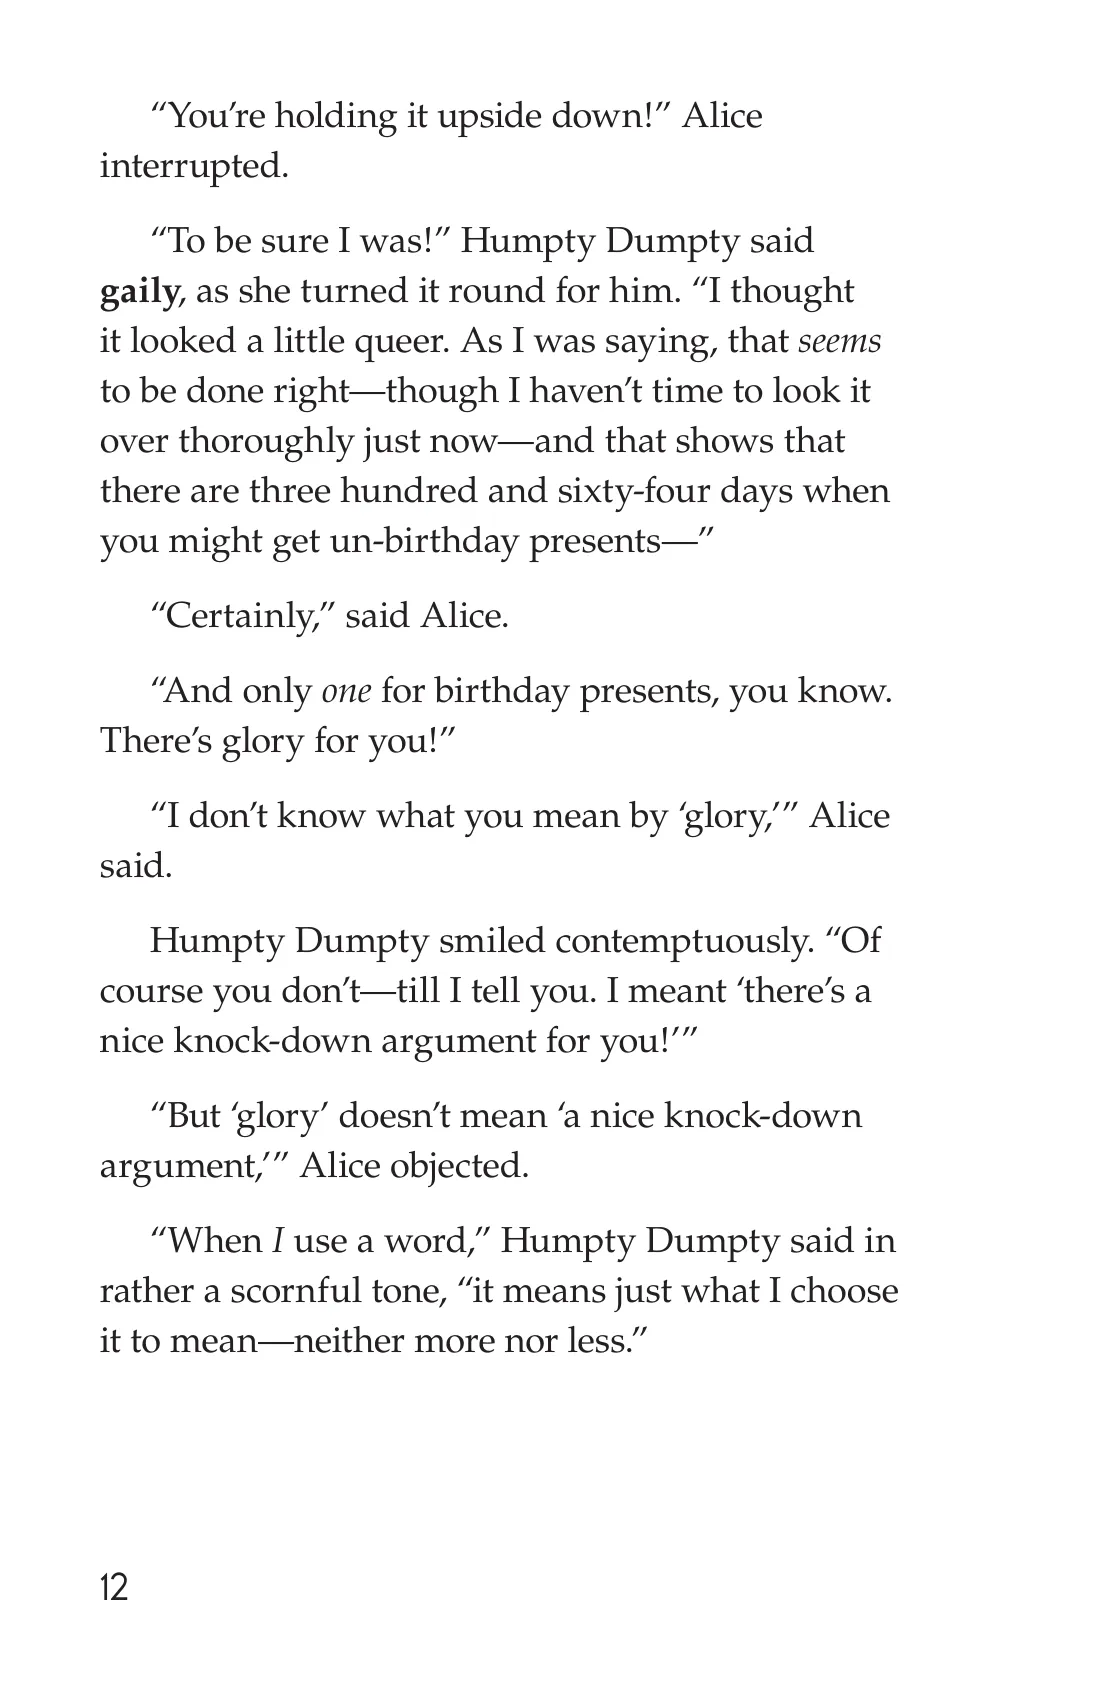 “You’re holding it upside down!” Alice
interrupted.
“To be sure I was!” Humpty Dumpty said
gaily, as she turned it round for him. “I thought
it looked a little queer. As I was saying, that seems
to be done right—though I haven’t time to look it
over thoroughly just now—and that shows that
there are three hundred and sixty-four days when
you might get un-birthday presents—”
“Certainly,” said Alice.
“And only one for birthday presents, you know.
There’s glory for you!”
“I don’t know what you mean by ‘glory,’” Alice
said.
Humpty Dumpty smiled contemptuously. “Of
course you don’t—till I tell you. I meant ‘there’s a
nice knock-down argument for you!’”
“But ‘glory’ doesn’t mean ‘a nice knock-down
argument,’” Alice objected.
“When I use a word,” Humpty Dumpty said in
rather a scornful tone, “it means just what I choose
it to mean—neither more nor less.”
12